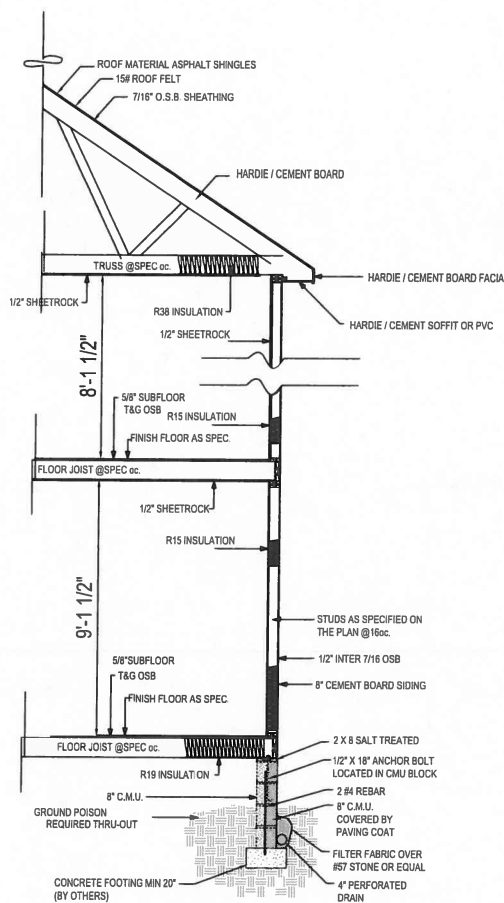 ROOF MATERIAL ASPHALT SHINGLES
15# ROOF FELT
7/16" O.S.B. SHEATHING
HARDIE / CEMENT BOARD
TRUSS @SPEC oc.
HARDIE / CEMENT BOARD FACIA
1/2" SHEETROCK
R38 INSULATION
HARDIE / CEMENT SOFFIT OR PVC
1/2" SHEETROCK
8'-1 1/2"
5/8" SUBFLOOR
T&G OSB
R15 INSULATION
FINISH FLOOR AS SPEC.
FLOOR JOIST @SPEC oc.
1/2" SHEETROCK
R15 INSULATION
9'-1 1/2"
STUDS AS SPECIFIED ON
THE PLAN @16oc.
5/8"SUBFLOOR
T&G OSB
1/2" INTER 7/16 OSB
FINISH FLOOR AS SPEC.
8" CEMENT BOARD SIDING
FLOOR JOIST @SPEC oc.
2 X 8 SALT TREATED
R19 INSULATION
1/2" X 18" ANCHOR BOLT
LOCATED IN CMU BLOCK
8" C.M.U.
2 #4 REBAR
GROUND POISON
REQUIRED THRU-OUT
8" C.M.U.
COVERED BY
PAVING COAT
FILTER FABRIC OVER
#57 STONE OR EQUAL
CONCRETE FOOTING MIN 20"
(BY OTHERS)
4" PERFORATED
DRAIN